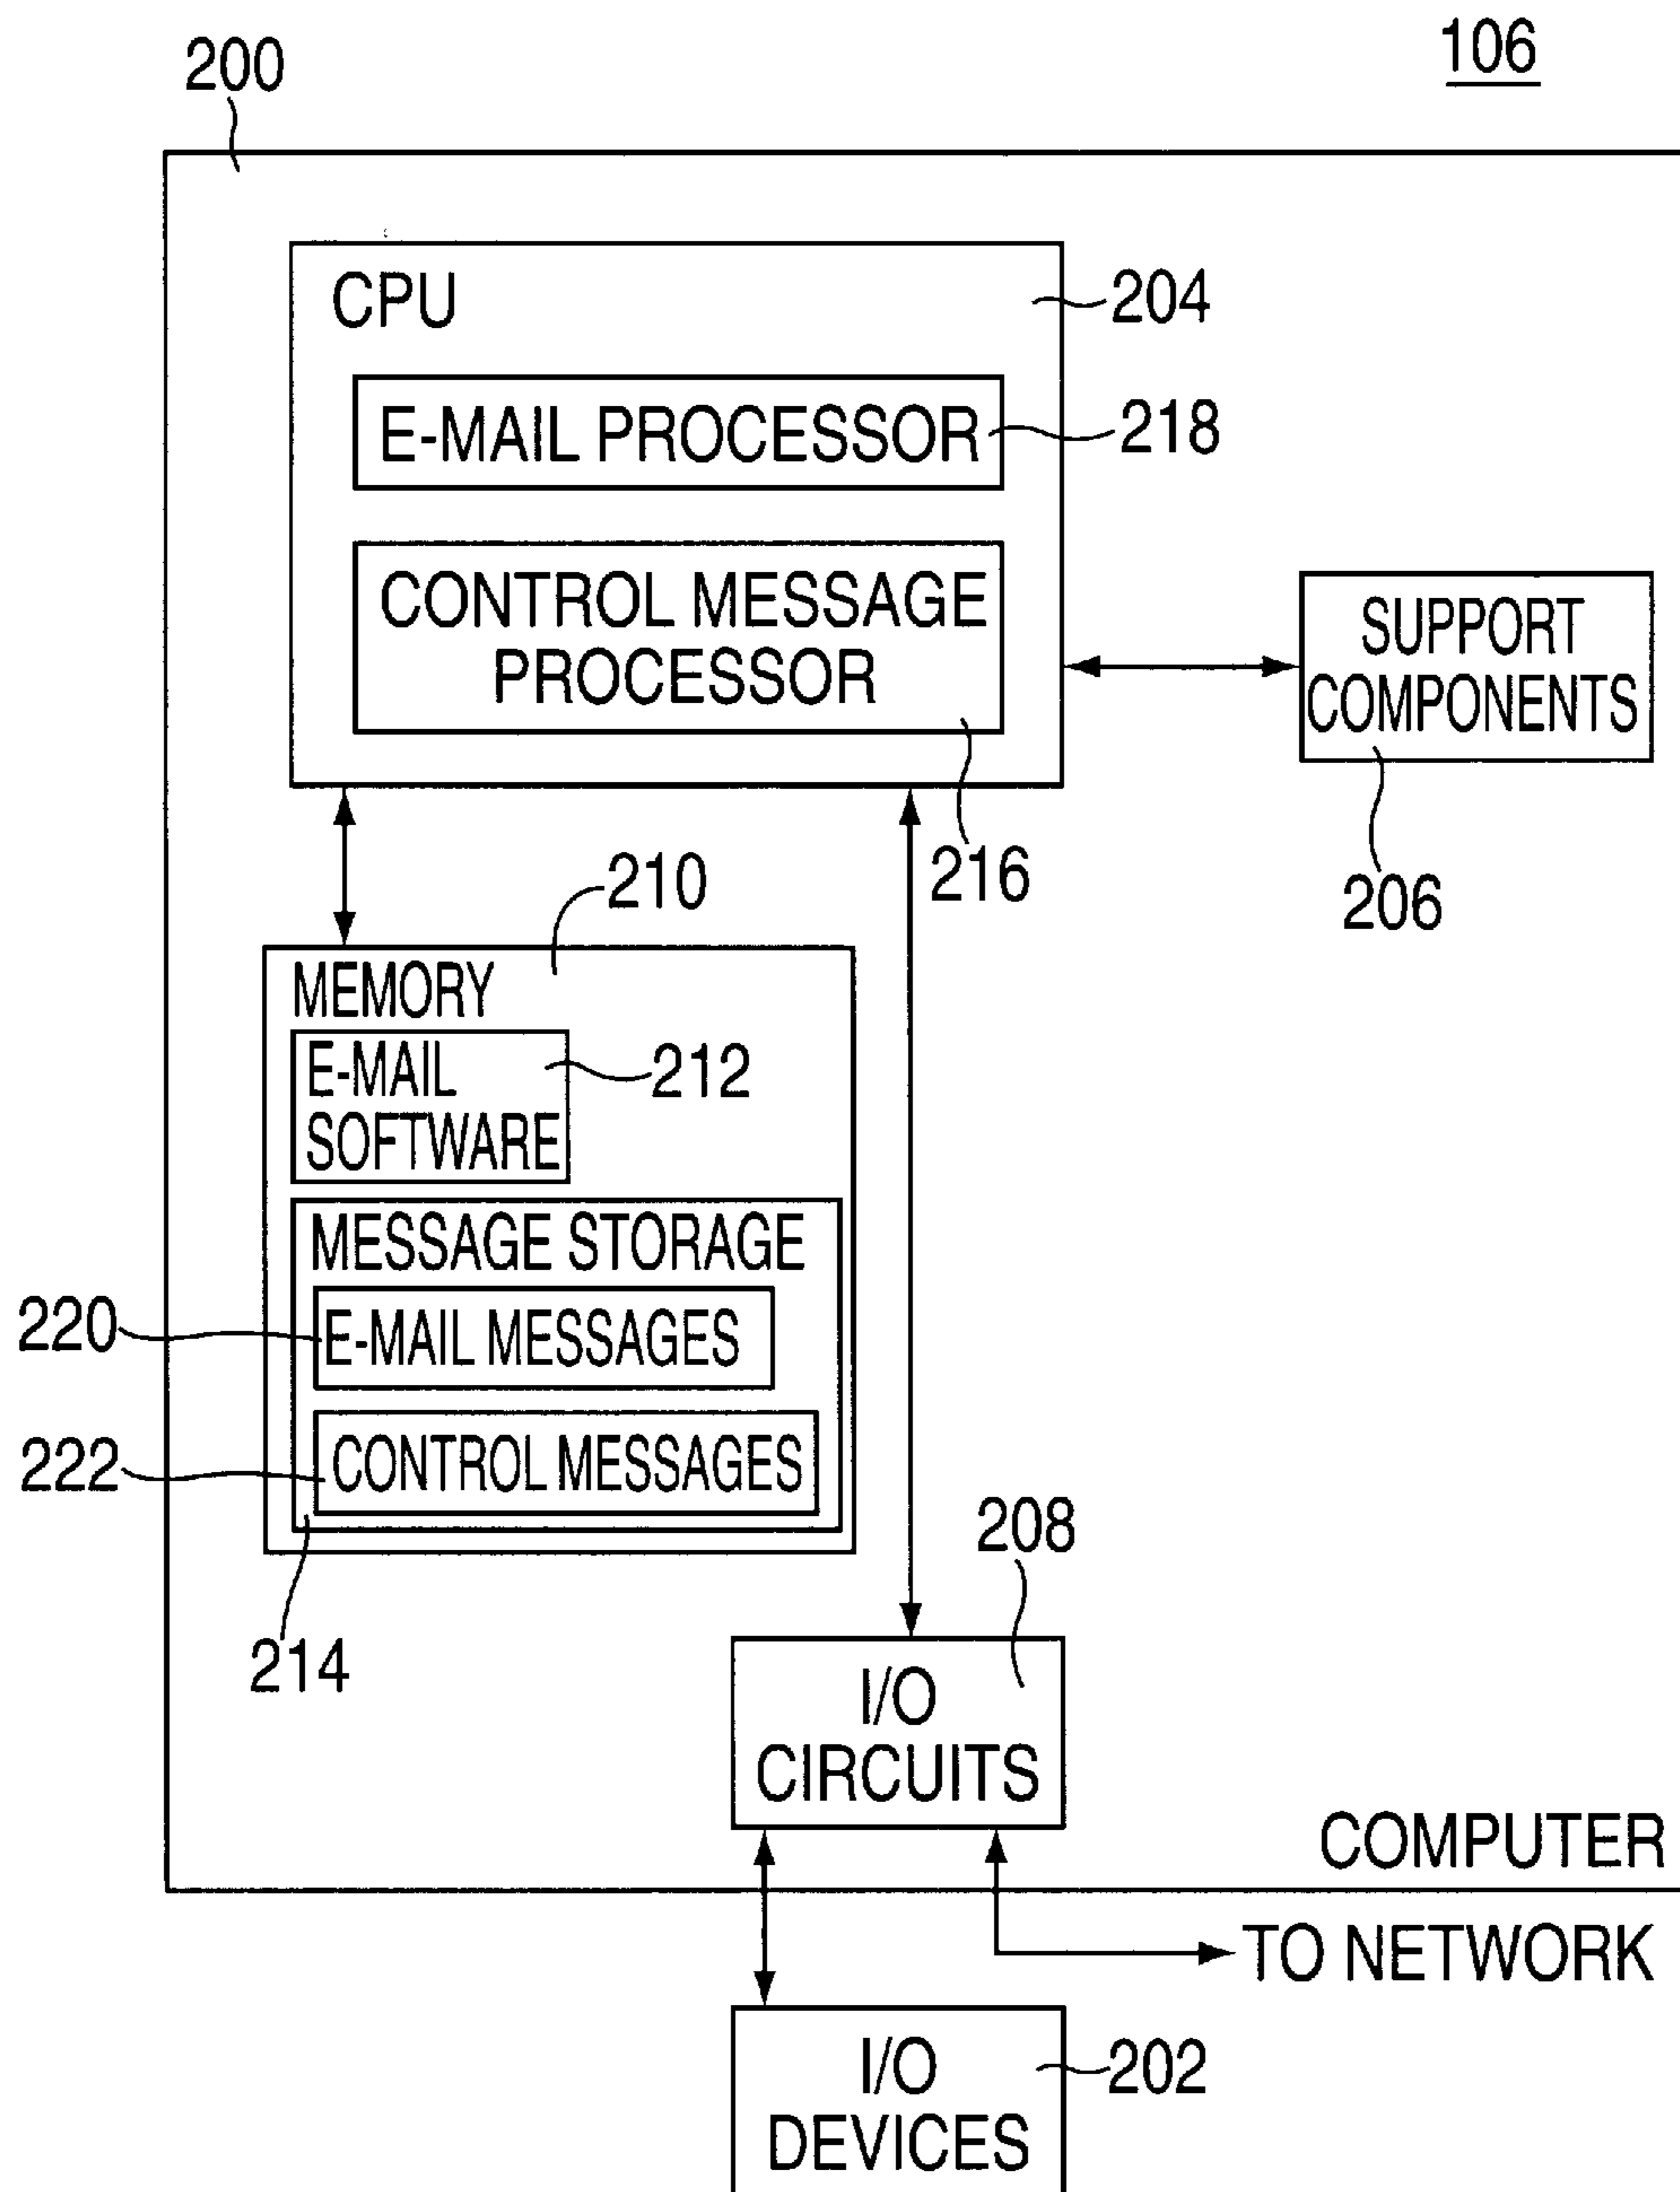 106
200
CPU
204
E-MAIL PROCESSOR
218
CONTROL MESSAGE
PROCESSOR
216
SUPPORT
COMPONENTS
206
210
MEMORY
E-MAIL
SOFTWARE
212
MESSAGE STORAGE
220
E-MAIL MESSAGES
222
CONTROL MESSAGES
214
208
I/O
CIRCUITS
COMPUTER
TO NETWORK
I/O
DEVICES
202